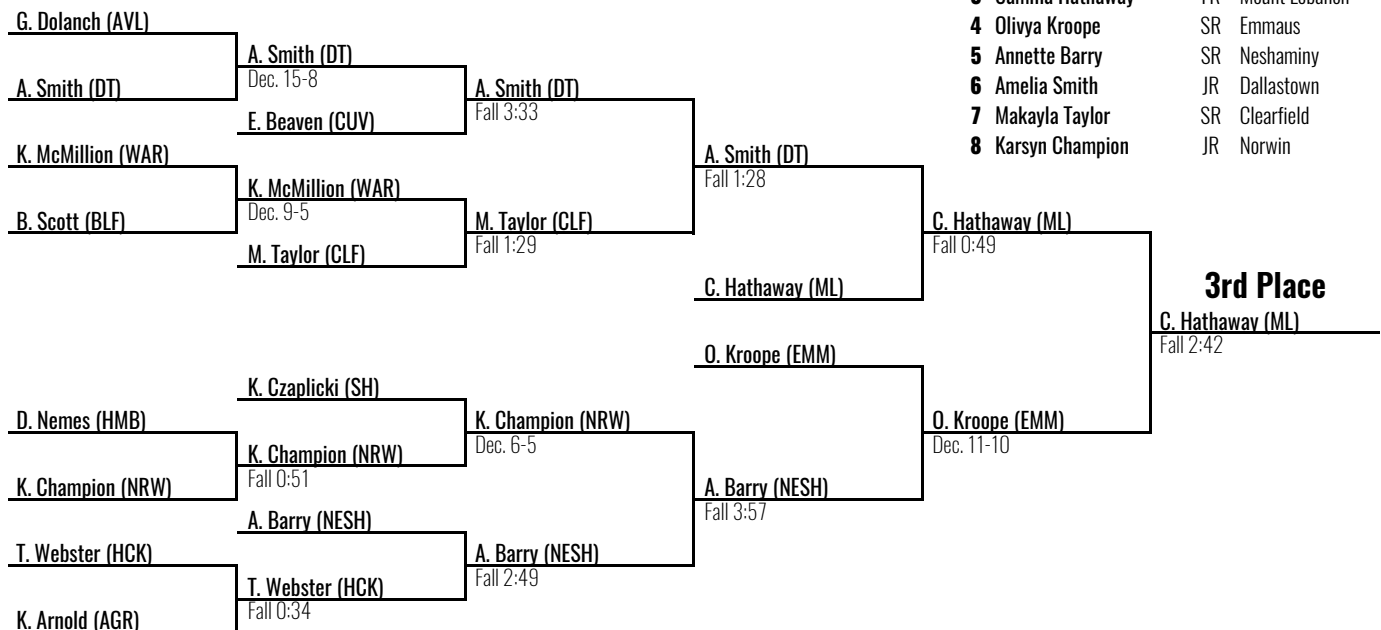 G. Dolanch (AVL)
A. Smith (DT)
Dec. 15-8
A. Smith (DT)
A. Smith (DT)
Fall 3:33
E. Beaven (CUV)
K. McMillion (WAR)
A. Smith (DT)
Fall 1:28
K. McMillion (WAR)
Dec. 9-5
B. Scott (BLF)
M. Taylor (CLF)
Fall 1:29
C. Hathaway (ML)
Fall 0:49
M. Taylor (CLF)
C. Hathaway (ML)
3rd Place
C. Hathaway (ML)
Fall 2:42
O. Kroope (EMM)
K. Czaplicki (SH)
D. Nemes (HMB)
K. Champion (NRW)
Dec. 6-5
O. Kroope (EMM)
Dec. 11-10
K. Champion (NRW)
Fall 0:51
K. Champion (NRW)
A. Barry (NESH)
Fall 3:57
A. Barry (NESH)
T. Webster (HCK)
A. Barry (NESH)
Fall 2:49
T. Webster (HCK)
Fall 0:34
K. Arnold (AGR)
4 Olivya Kroope SR Emmaus
5 Annette Barry SR Neshaminy
6 Amelia Smith JR Dallastown
7 Makayla Taylor SR Clearfield
8 Karsyn Champion JR Norwin